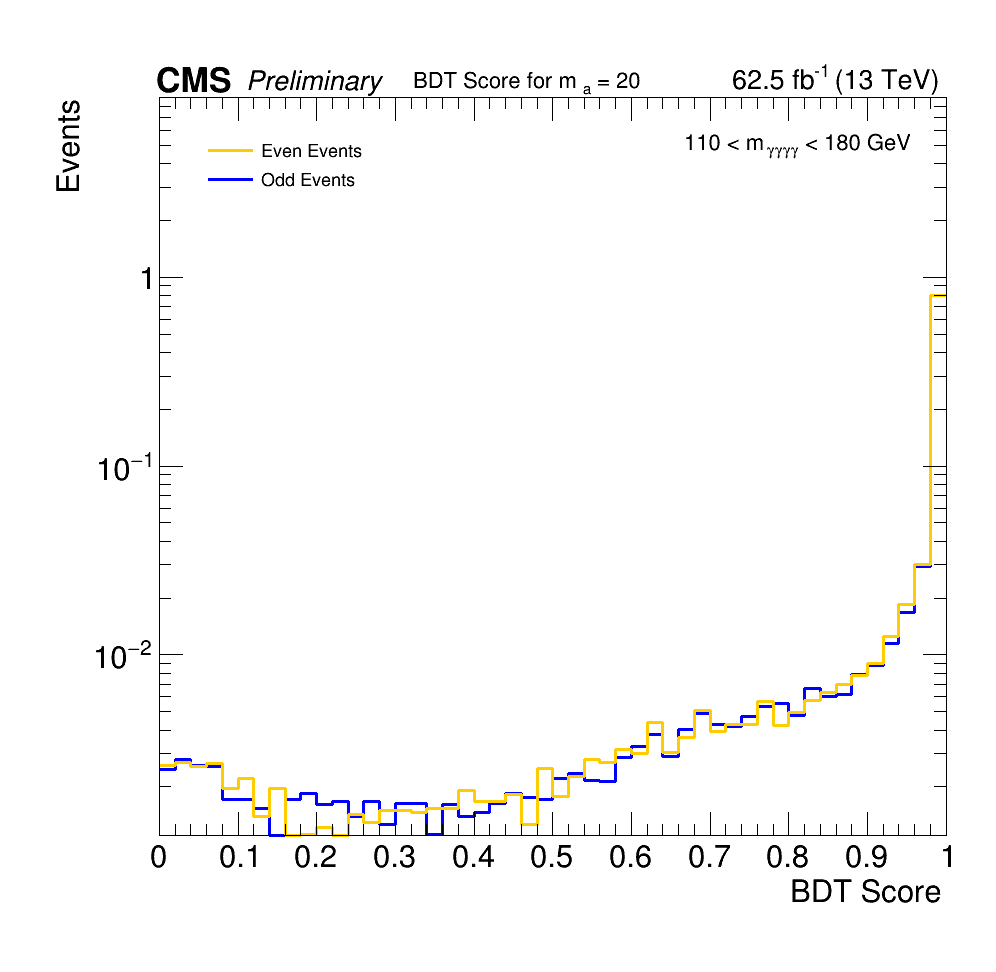 CMS Preliminary BDT Score for m a = 20 62.5 fb-1 (13 TeV)
Events
110 < m γγγγ < 180 GeV
Even Events
Odd Events
1
10−1
10−2
0 0.1 0.2 0.3 0.4 0.5 0.6 0.7 0.8 0.9 1
BDT Score